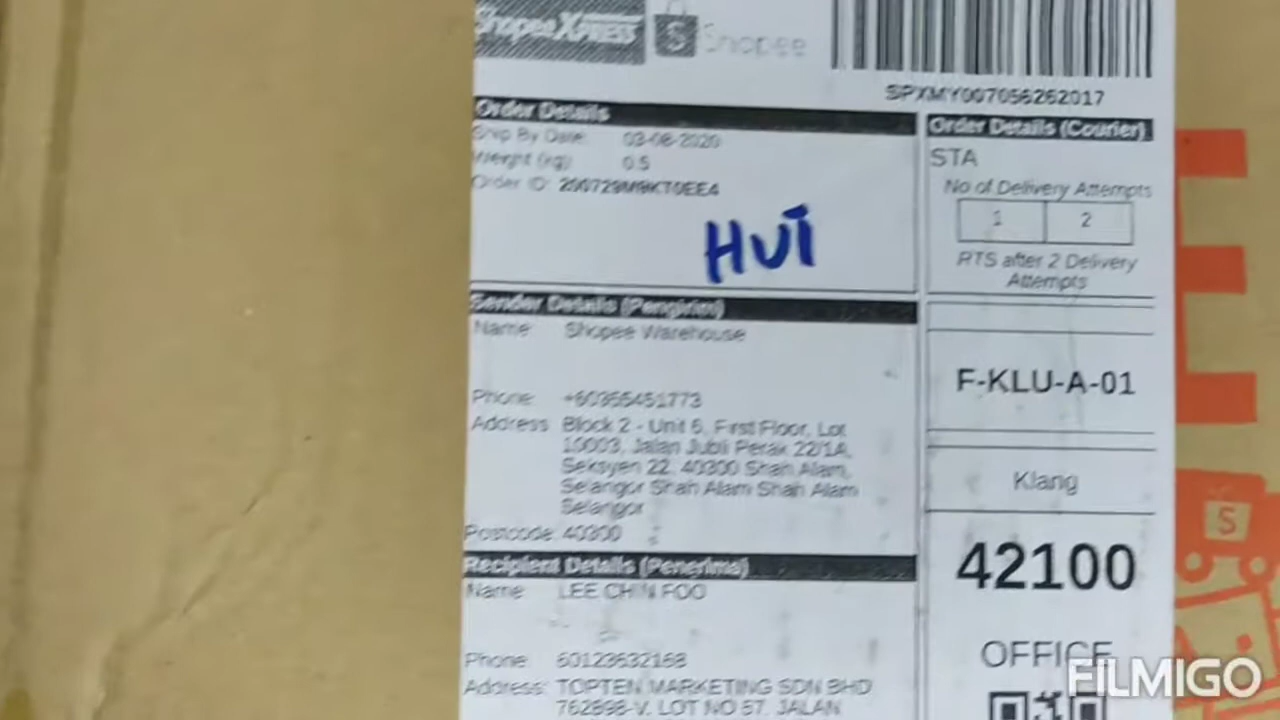 Shopee XPRESS Shopee
SPXMY007056262017
Order Details
Ship By Date: 03-08-2020
Weight (kg): 0.5
Order ID: 200729M9KT0EE4
HUI
Order Details (Courier)
STA
No of Delivery Attempts
1 2
RTS after 2 Delivery
Attempts
Sender Details (Pengirim)
Name: Shopee Warehouse
Phone: +60355451773
Address: Block 2 - Unit 6, First Floor, Lot
10003, Jalan Jubli Perak 22/1A,
Seksyen 22, 40300 Shah Alam,
Selangor Shah Alam Shah Alam
Selangor
Postcode: 40300
F-KLU-A-01
Klang
42100
OFFICE
Recipient Details (Penerima)
Name: LEE CHIN FOO
Phone: 60123632168
Address: TOPTEN MARKETING SDN BHD
762898-V. LOT NO 57, JALAN
S
FILMIGO